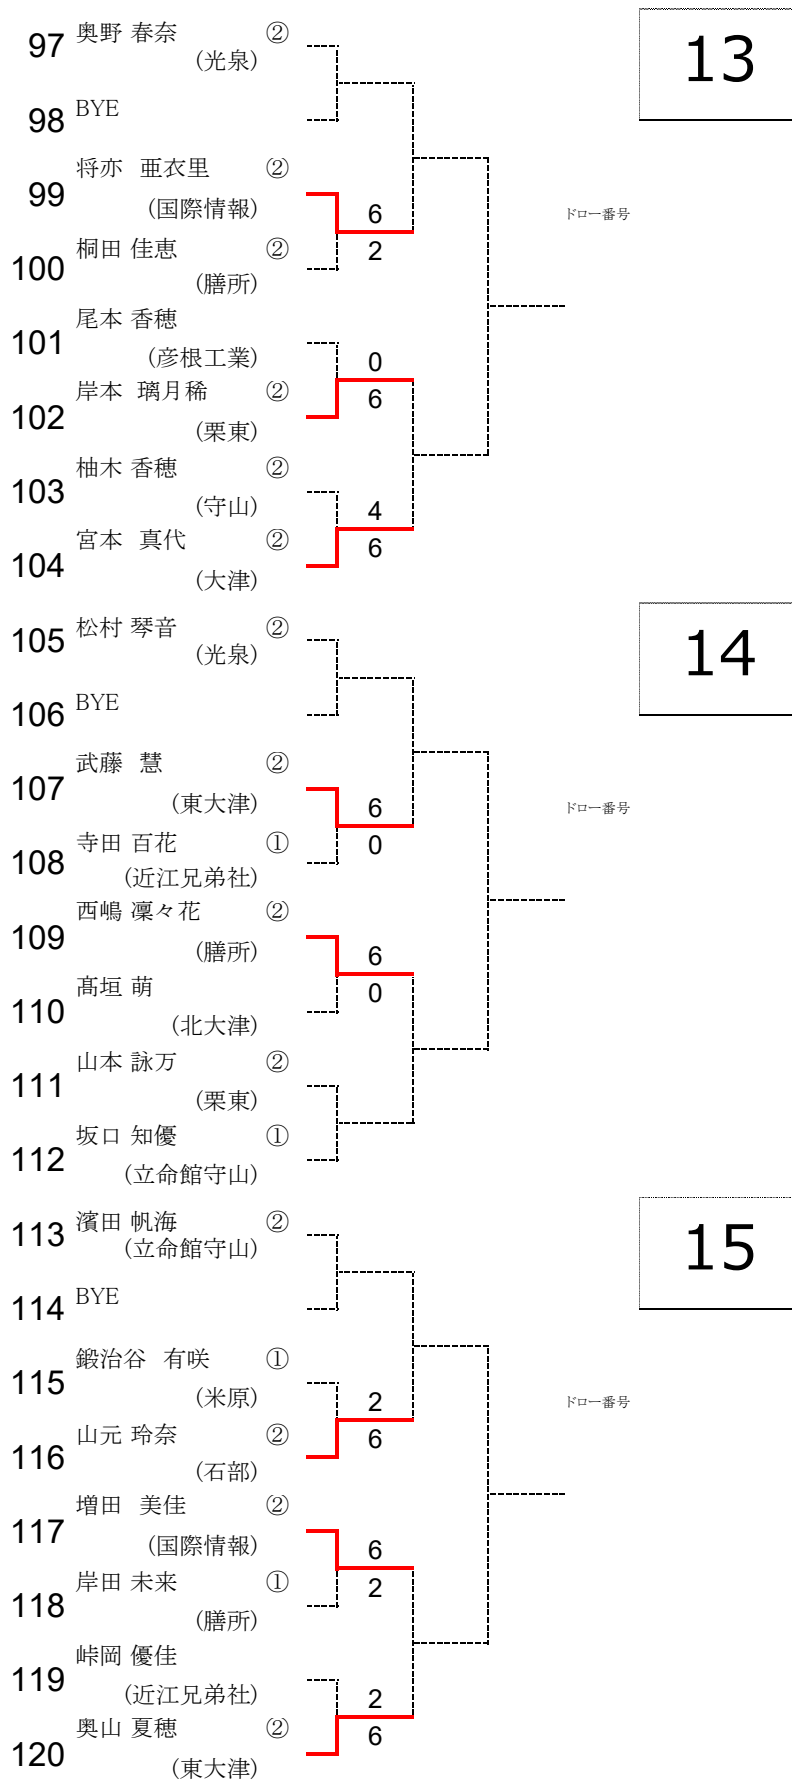 97 奥野 春奈 ②
(光泉)
13
98 BYE
99 将亦 亜衣里 ②
(国際情報)
6
ドロー番号
2
100 桐田 佳恵 ②
(膳所)
101 尾本 香穂
(彦根工業)
0
102 岸本 璃月稀 ②
6
(栗東)
103 柚木 香穂 ②
(守山)
4
104 宮本 真代 ②
6
(大津)
105 松村 琴音 ②
(光泉)
14
106 BYE
107 武藤 慧 ②
(東大津)
6
ドロー番号
0
108 寺田 百花 ①
(近江兄弟社)
109 西嶋 凜々花 ②
(膳所)
6
0
110 髙垣 萌
(北大津)
111 山本 詠万 ②
(栗東)
112 坂口 知優 ①
(立命館守山)
113 濱田 帆海 ②
(立命館守山)
15
114 BYE
115 鍛治谷 有咲 ①
(米原)
2
ドロー番号
6
116 山元 玲奈 ②
(石部)
117 増田 美佳 ②
(国際情報)
6
2
118 岸田 未来 ①
(膳所)
119 峠岡 優佳
(近江兄弟社)
2
6
120 奥山 夏穂 ②
(東大津)